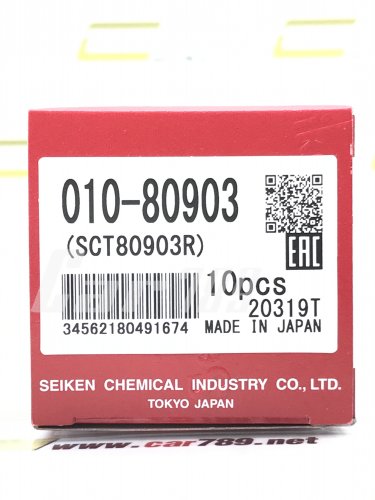 010-80903
(SCT80903R)
EAC
10pcs
20319T
34562180491674
MADE IN JAPAN
SEIKEN CHEMICAL INDUSTRY CO., LTD.
TOKYO JAPAN
www.car789.net